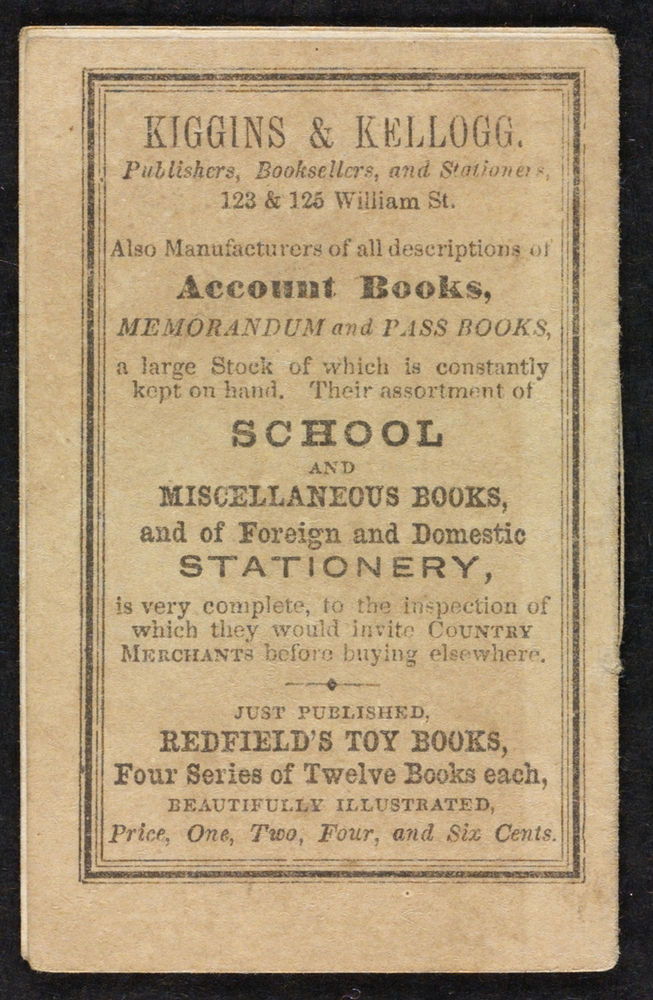 KIGGINS & KELLOGG.
Publishers, Booksellers, and Stationers,
123 & 125 William St.
Also Manufacturers of all descriptions of
Account Books,
MEMORANDUM and PASS BOOKS,
a large Stock of which is constantly
kept on hand. Their assortment of
SCHOOL
AND
MISCELLANEOUS BOOKS,
and of Foreign and Domestic
STATIONERY,
is very complete, to the inspection of
which they would invite COUNTRY
MERCHANTS before buying elsewhere.
JUST PUBLISHED,
REDFIELD'S TOY BOOKS,
Four Series of Twelve Books each,
BEAUTIFULLY ILLUSTRATED,
Price, One, Two, Four, and Six Cents.